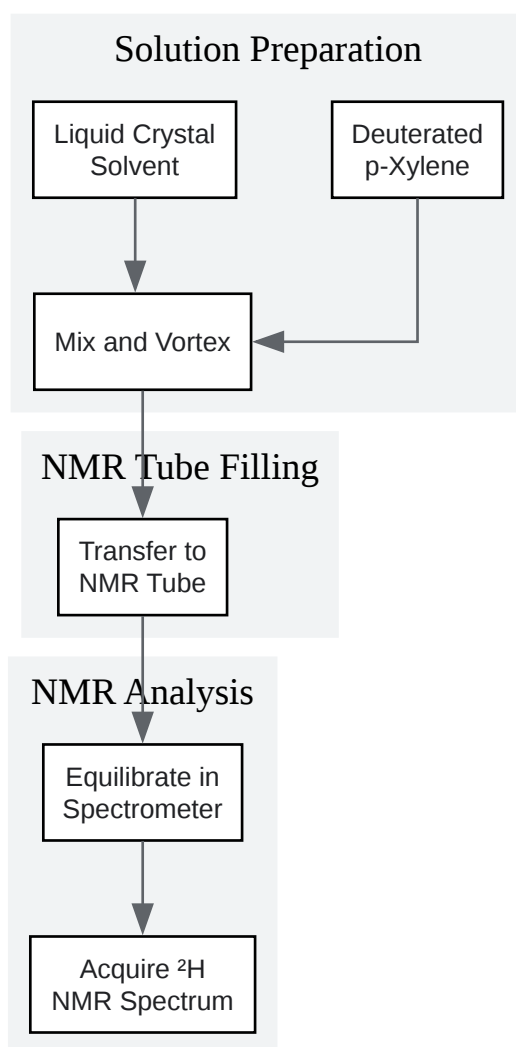 Solution Preparation
Liquid Crystal
Solvent
Deuterated
p-Xylene
Mix and Vortex
NMR Tube Filling
Transfer to
NMR Tube
NMR Analysis
Equilibrate in
Spectrometer
Acquire ²H
NMR Spectrum